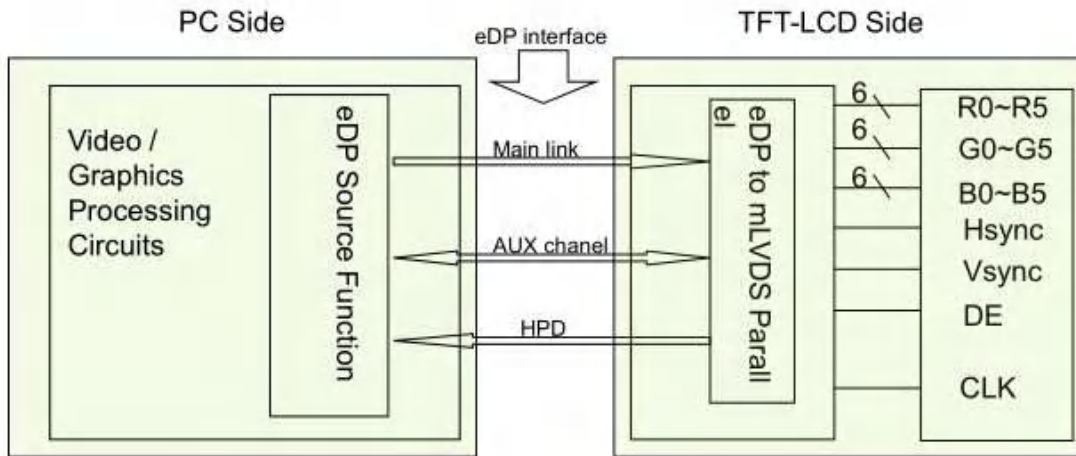 PC Side
TFT-LCD Side
eDP interface
Video /
Graphics
Processing
Circuits
eDP Source Function
Main link
AUX chanel
HPD
eDP to mLVDS Parall
el
6
R0~R5
6
G0~G5
6
B0~B5
Hsync
Vsync
DE
CLK